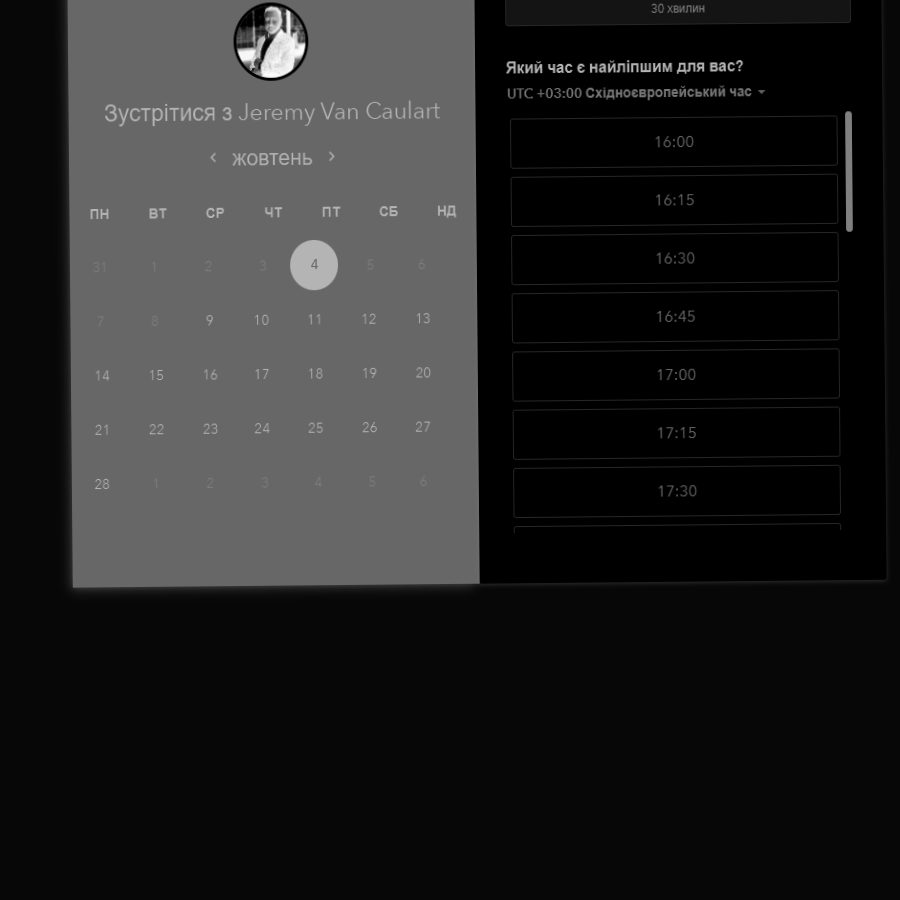 Зустрітися з Jeremy Van Caulart
‹ жовтень ›
ПН ВТ СР ЧТ ПТ СБ НД
31 1 2 3 4 5 6
7 8 9 10 11 12 13
14 15 16 17 18 19 20
21 22 23 24 25 26 27
28 1 2 3 4 5 6
30 хвилин
Який час є найліпшим для вас?
UTC +03:00 Східноєвропейський час
16:00
16:15
16:30
16:45
17:00
17:15
17:30